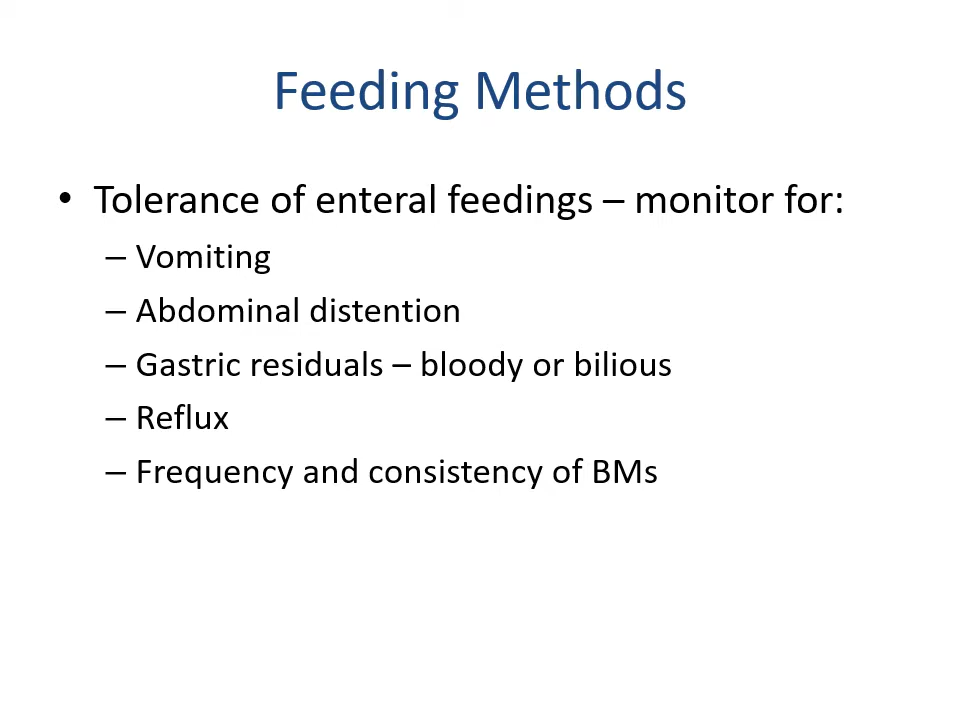 Feeding Methods
• Tolerance of enteral feedings – monitor for:
– Vomiting
– Abdominal distention
– Gastric residuals – bloody or bilious
– Reflux
– Frequency and consistency of BMs